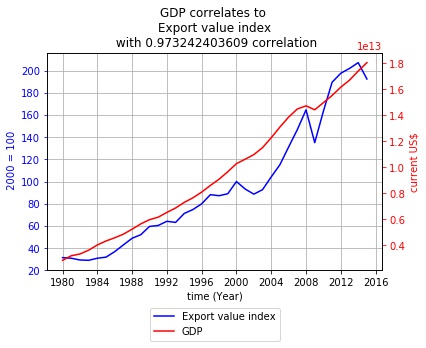 GDP correlates to
Export value index
with 0.973242403609 correlation
1e13
200
180
160
140
120
100
80
60
40
20
2000 = 100
1.8
1.6
1.4
1.2
1.0
0.8
0.6
0.4
current US$
1980 1984 1988 1992 1996 2000 2004 2008 2012 2016
time (Year)
Export value index
GDP